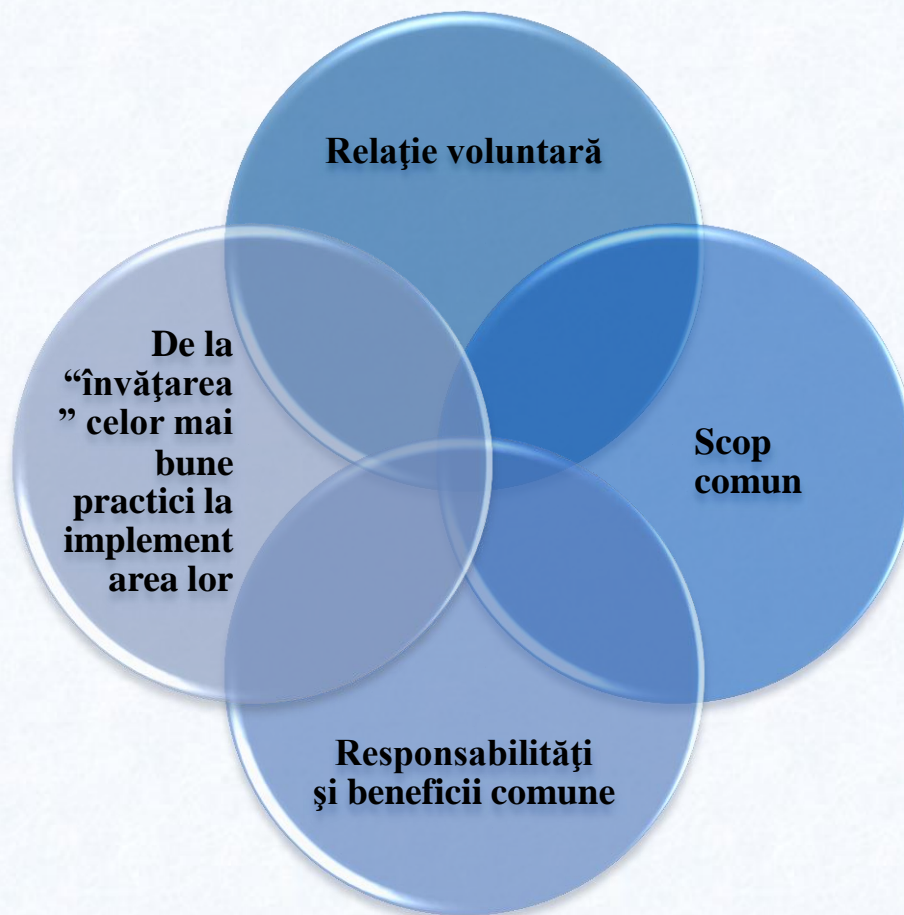 Relaţie voluntară
De la
“învăţarea
” celor mai
bune
practici la
implement
area lor
Scop
comun
Responsabilităţi
şi beneficii comune